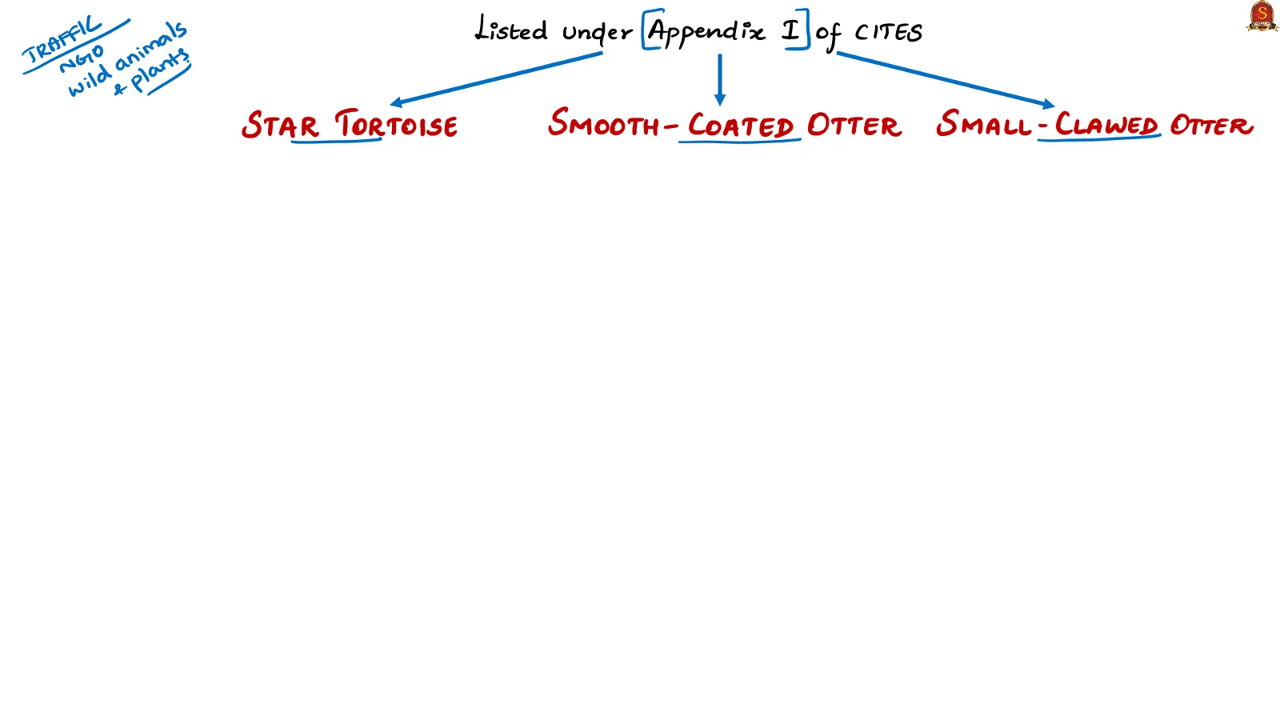 TRAFFIC
NGO
wild animals
& plants
Listed under [Appendix I] of CITES
STAR TORTOISE
SMOOTH-COATED OTTER
SMALL-CLAWED OTTER